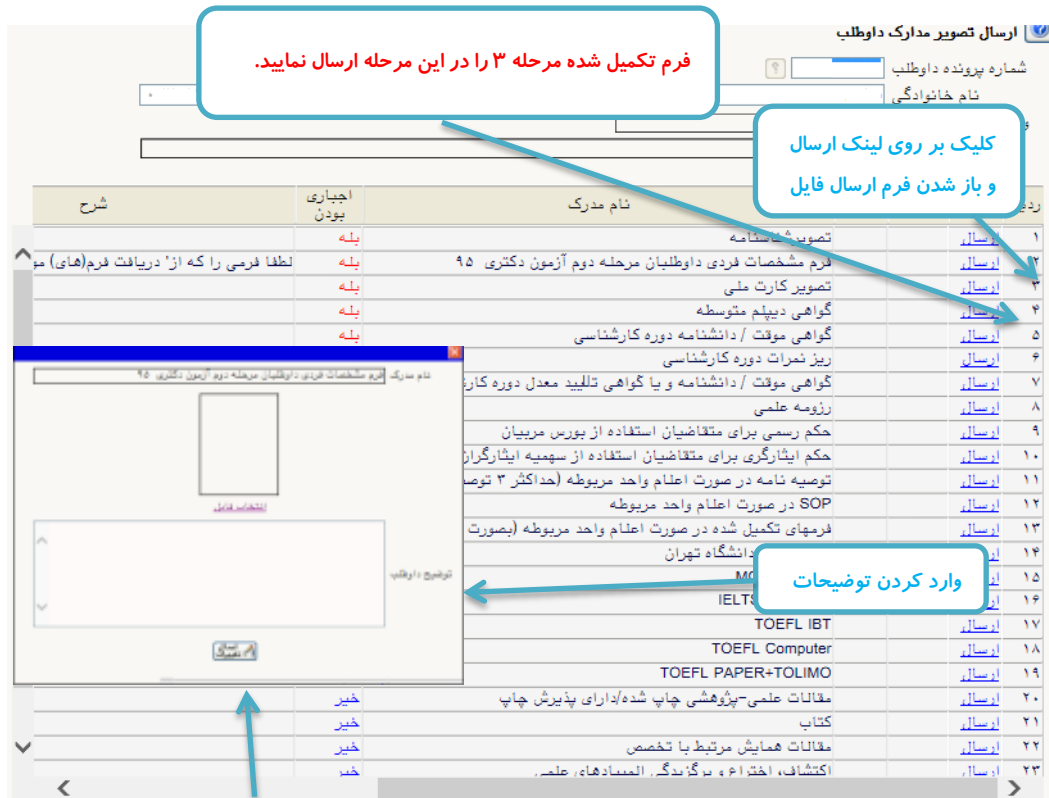 ارسال تصویر مدارک داوطلب
شماره پرونده داوطلب
نام خانوادگی
فرم تکمیل شده مرحله ۳ را در این مرحله ارسال نمایید.
کلیک بر روی لینک ارسال
و باز شدن فرم ارسال فایل
نام مدرک اجباری بودن شرح
۱ ارسال تصویر شناسنامه بله
۲ ارسال فرم مشخصات فردی داوطلبان مرحله دوم آزمون دکتری ۹۵ بله لطفا فرمی را که از" دریافت فرم(های) مو
۳ ارسال تصویر کارت ملی بله
۴ ارسال گواهی دیپلم متوسطه بله
۵ ارسال گواهی موقت / دانشنامه دوره کارشناسی بله
۶ ارسال ریز نمرات دوره کارشناسی
۷ ارسال گواهی موقت / دانشنامه و یا گواهی تائید معدل دوره کار
۸ ارسال رزومه علمی
۹ ارسال حکم رسمی برای متقاضیان استفاده از بورس مربیان
۱۰ ارسال حکم ایثارگری برای متقاضیان استفاده از سهمیه ایثارگران
۱۱ ارسال توصیه نامه در صورت اعلام واحد مربوطه (حداکثر ۳ توصیه
۱۲ ارسال SOP در صورت اعلام واحد مربوطه
۱۳ ارسال فرمهای تکمیل شده در صورت اعلام واحد مربوطه (بصورت
۱۴ دانشگاه تهران
۱۵
۱۶ IELTS
۱۷ ارسال TOEFL IBT
۱۸ ارسال TOEFL Computer
۱۹ ارسال TOEFL PAPER+TOLIMO
۲۰ ارسال مقالات علمی-پژوهشی چاپ شده/دارای پذیرش چاپ خیر
۲۱ ارسال کتاب خیر
۲۲ ارسال مقالات همایش مرتبط با تخصص خیر
۲۳ ارسال اکتشاف، اختراع و برگزیدگی المپیادهای علمی خیر
نام مدرک فرم مشخصات فردی داوطلبان مرحله دوم آزمون دکتری ۹۵
انتخاب فایل
توضیح داوطلب
وارد کردن توضیحات